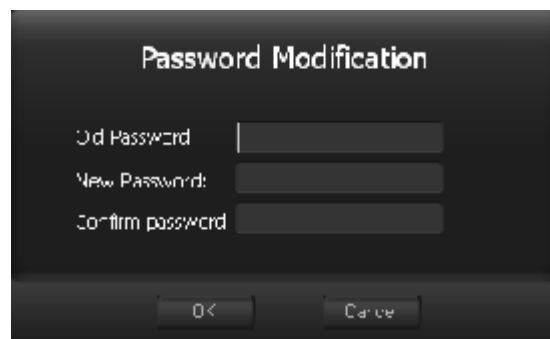 Password Modification
Old Password
New Password:
Confirm password
OK
Cancel